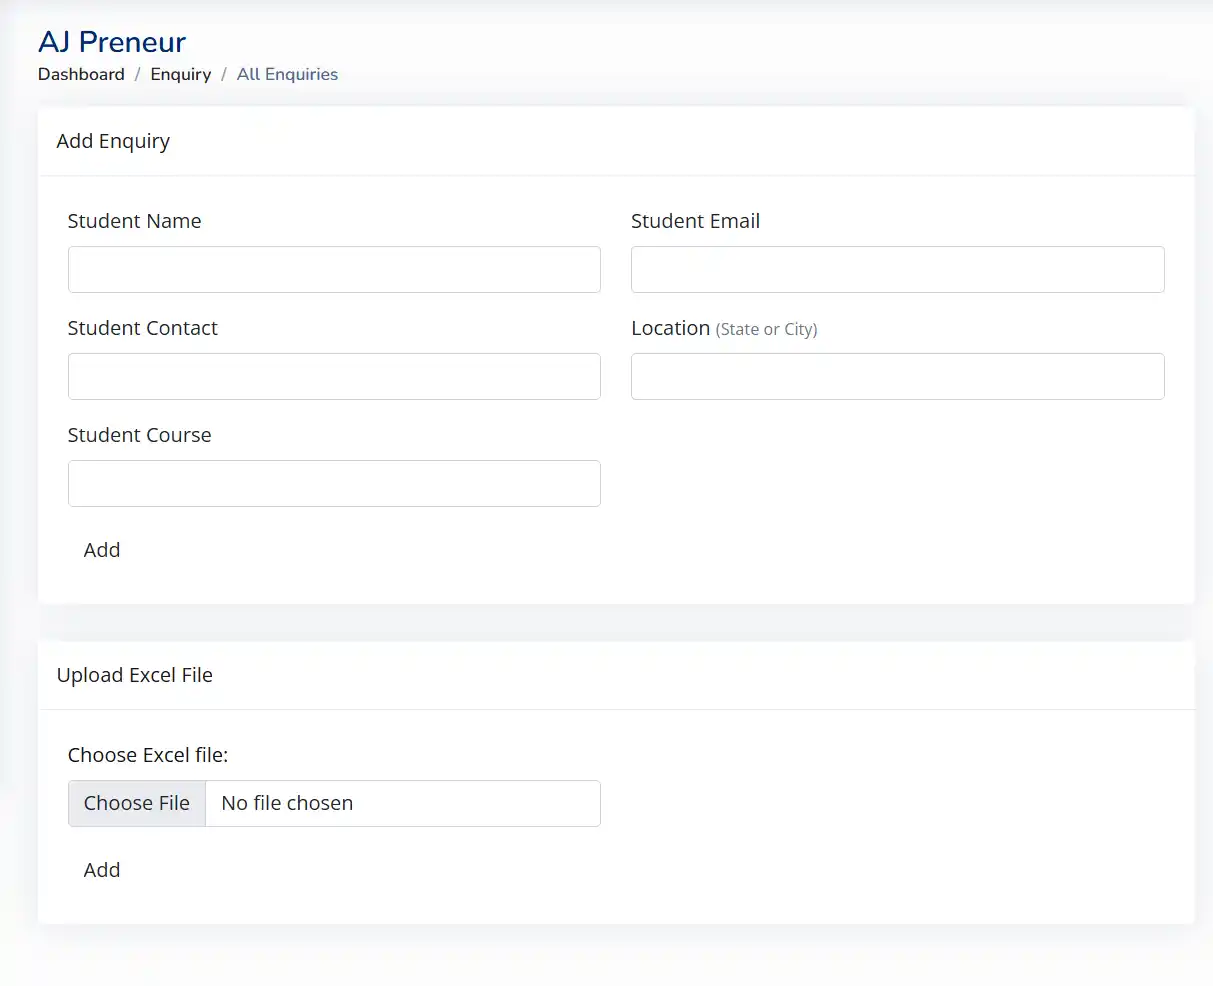 AJ Preneur
Dashboard / Enquiry / All Enquiries
Add Enquiry
Student Name
Student Email
Student Contact
Location (State or City)
Student Course
Add
Upload Excel File
Choose Excel file:
Choose File No file chosen
Add